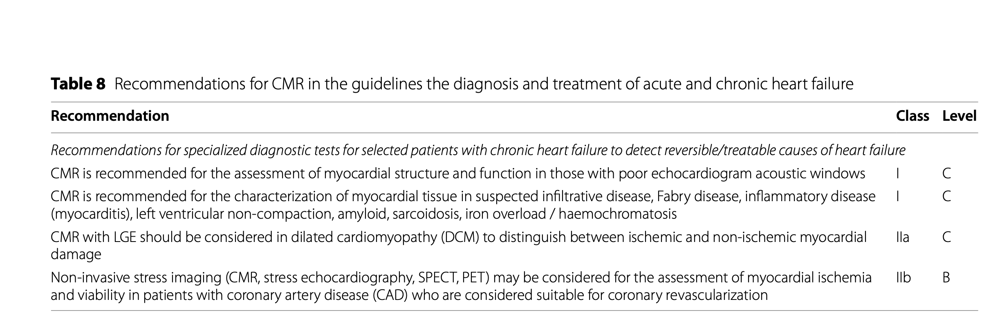 Table 8 Recommendations for CMR in the guidelines the diagnosis and treatment of acute and chronic heart failure
Recommendation Class Level
Recommendations for specialized diagnostic tests for selected patients with chronic heart failure to detect reversible/treatable causes of heart failure
CMR is recommended for the assessment of myocardial structure and function in those with poor echocardiogram acoustic windows I C
CMR is recommended for the characterization of myocardial tissue in suspected infiltrative disease, Fabry disease, inflammatory disease I C
(myocarditis), left ventricular non-compaction, amyloid, sarcoidosis, iron overload / haemochromatosis
CMR with LGE should be considered in dilated cardiomyopathy (DCM) to distinguish between ischemic and non-ischemic myocardial IIa C
damage
Non-invasive stress imaging (CMR, stress echocardiography, SPECT, PET) may be considered for the assessment of myocardial ischemia IIb B
and viability in patients with coronary artery disease (CAD) who are considered suitable for coronary revascularization